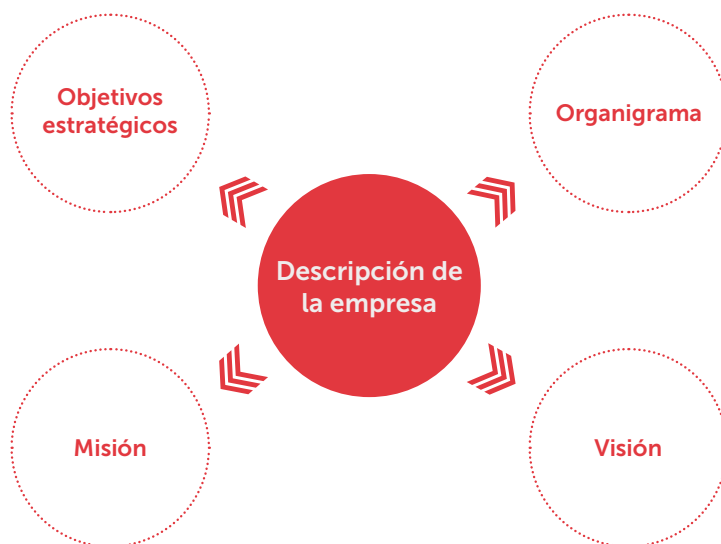 Objetivos
estratégicos
Organigrama
Descripción de
la empresa
Misión
Visión